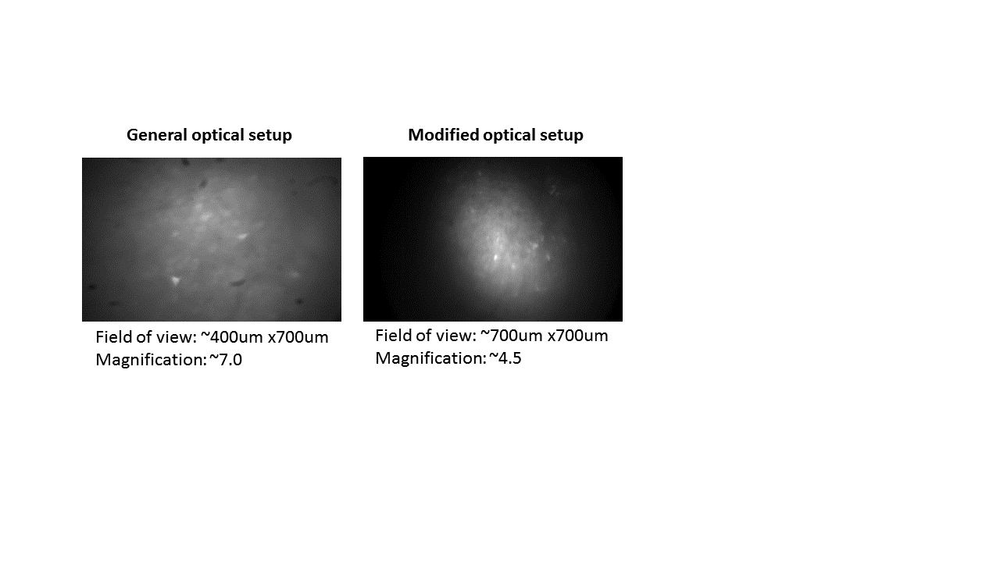 General optical setup
Modified optical setup
Field of view: ~400um x700um
Magnification: ~7.0
Field of view: ~700um x700um
Magnification: ~4.5